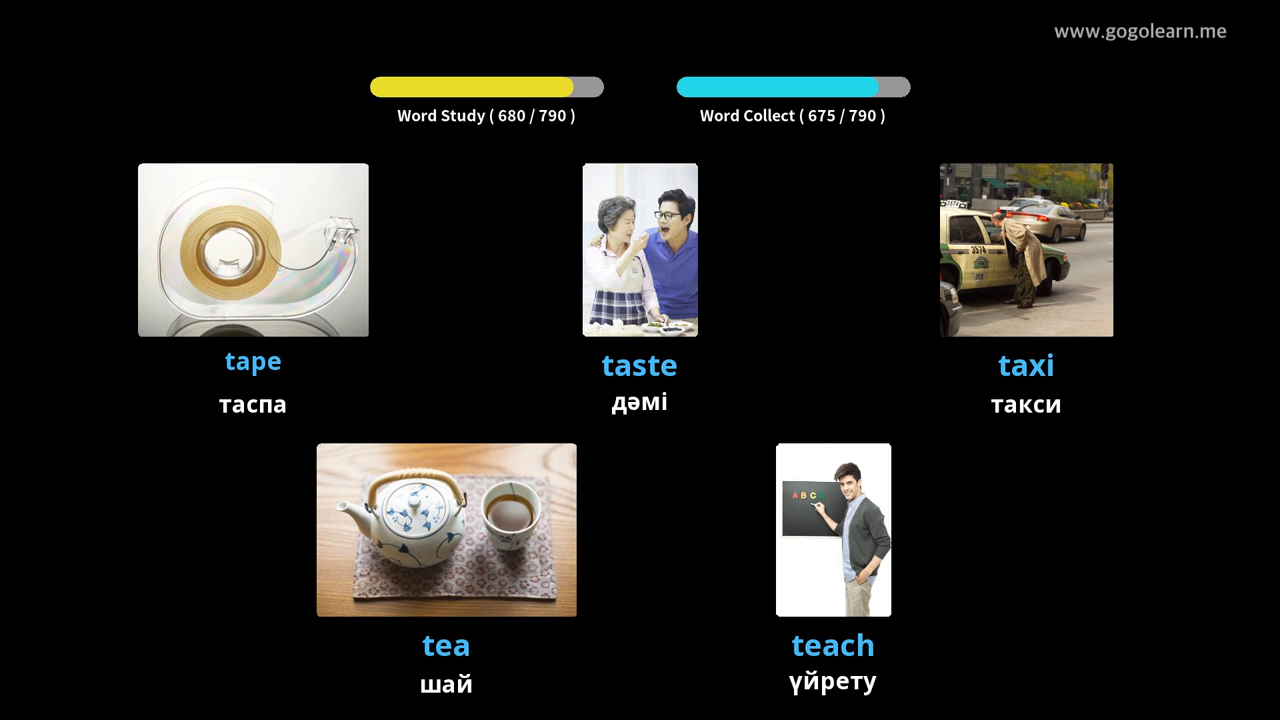 www.gogolearn.me
Word Study ( 680 / 790 )
Word Collect ( 675 / 790 )
3574
tape
taste
taxi
таспа
дәмі
такси
A B C
tea
teach
шай
үйрету